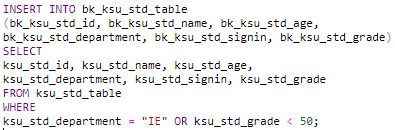 INSERT INTO bk_ksu_std_table
(bk_ksu_std_id, bk_ksu_std_name, bk_ksu_std_age,
bk_ksu_std_department, bk_ksu_std_signin, bk_ksu_std_grade)
SELECT
ksu_std_id, ksu_std_name, ksu_std_age,
ksu_std_department, ksu_std_signin, ksu_std_grade
FROM ksu_std_table
WHERE
ksu_std_department = "IE" OR ksu_std_grade < 50;